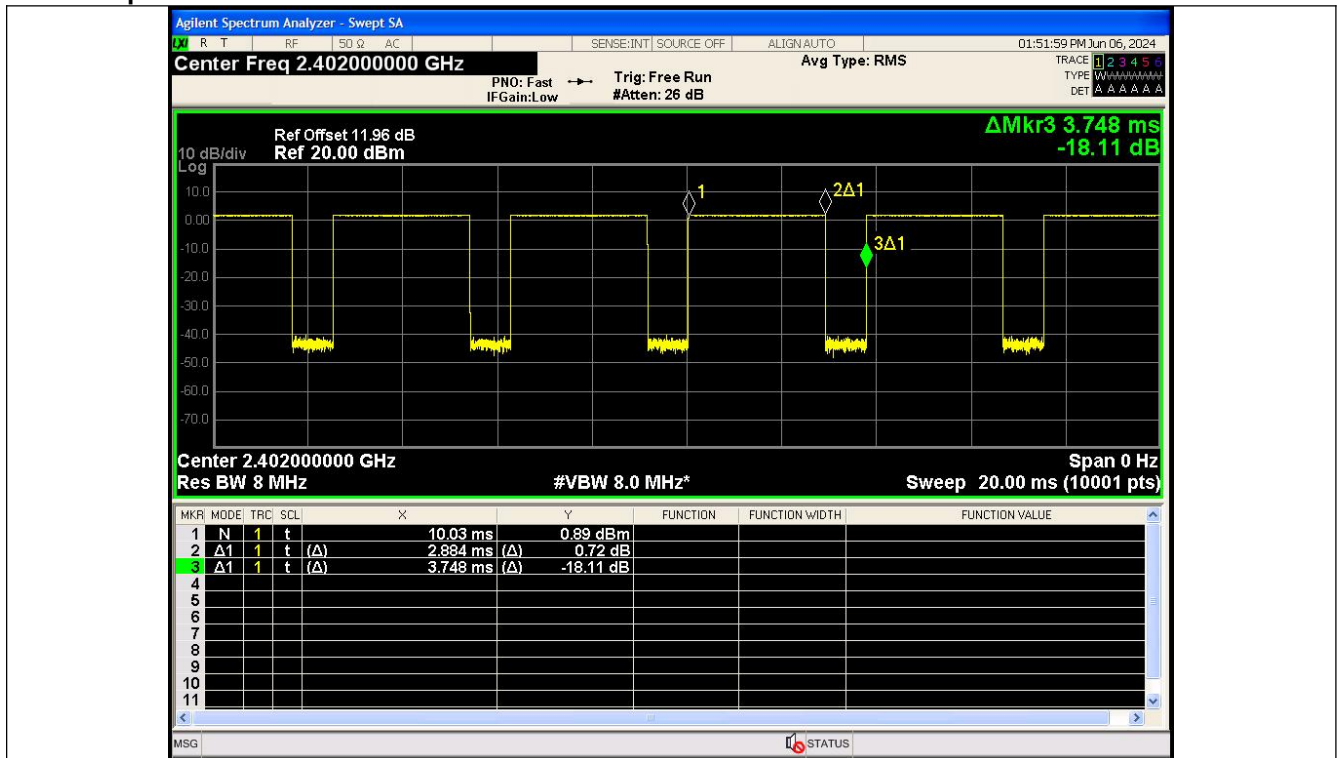 Agilent Spectrum Analyzer - Swept SA
LXI R T RF 50 Ω AC SENSE:INT SOURCE OFF ALIGN AUTO 01:51:59 PM Jun 06, 2024
Center Freq 2.402000000 GHz
Avg Type: RMS
TRACE 1 2 3 4 5 6
PNO: Fast
Trig: Free Run
TYPE WWWWWW
IFGain:Low
#Atten: 26 dB
DET A A A A A A
ΔMkr3 3.748 ms
-18.11 dB
Ref Offset 11.96 dB
10 dB/div Ref 20.00 dBm
Log
10.0
0.00
-10.0
-20.0
-30.0
-40.0
-50.0
-60.0
-70.0
1
2Δ1
3Δ1
Center 2.402000000 GHz Span 0 Hz
Res BW 8 MHz #VBW 8.0 MHz* Sweep 20.00 ms (10001 pts)
MKR MODE TRC SCL X Y FUNCTION FUNCTION WIDTH FUNCTION VALUE
1 N 1 t 10.03 ms 0.89 dBm
2 Δ1 1 t (Δ) 2.884 ms (Δ) 0.72 dB
3 Δ1 1 t (Δ) 3.748 ms (Δ) -18.11 dB
4
5
6
7
8
9
10
11
MSG STATUS